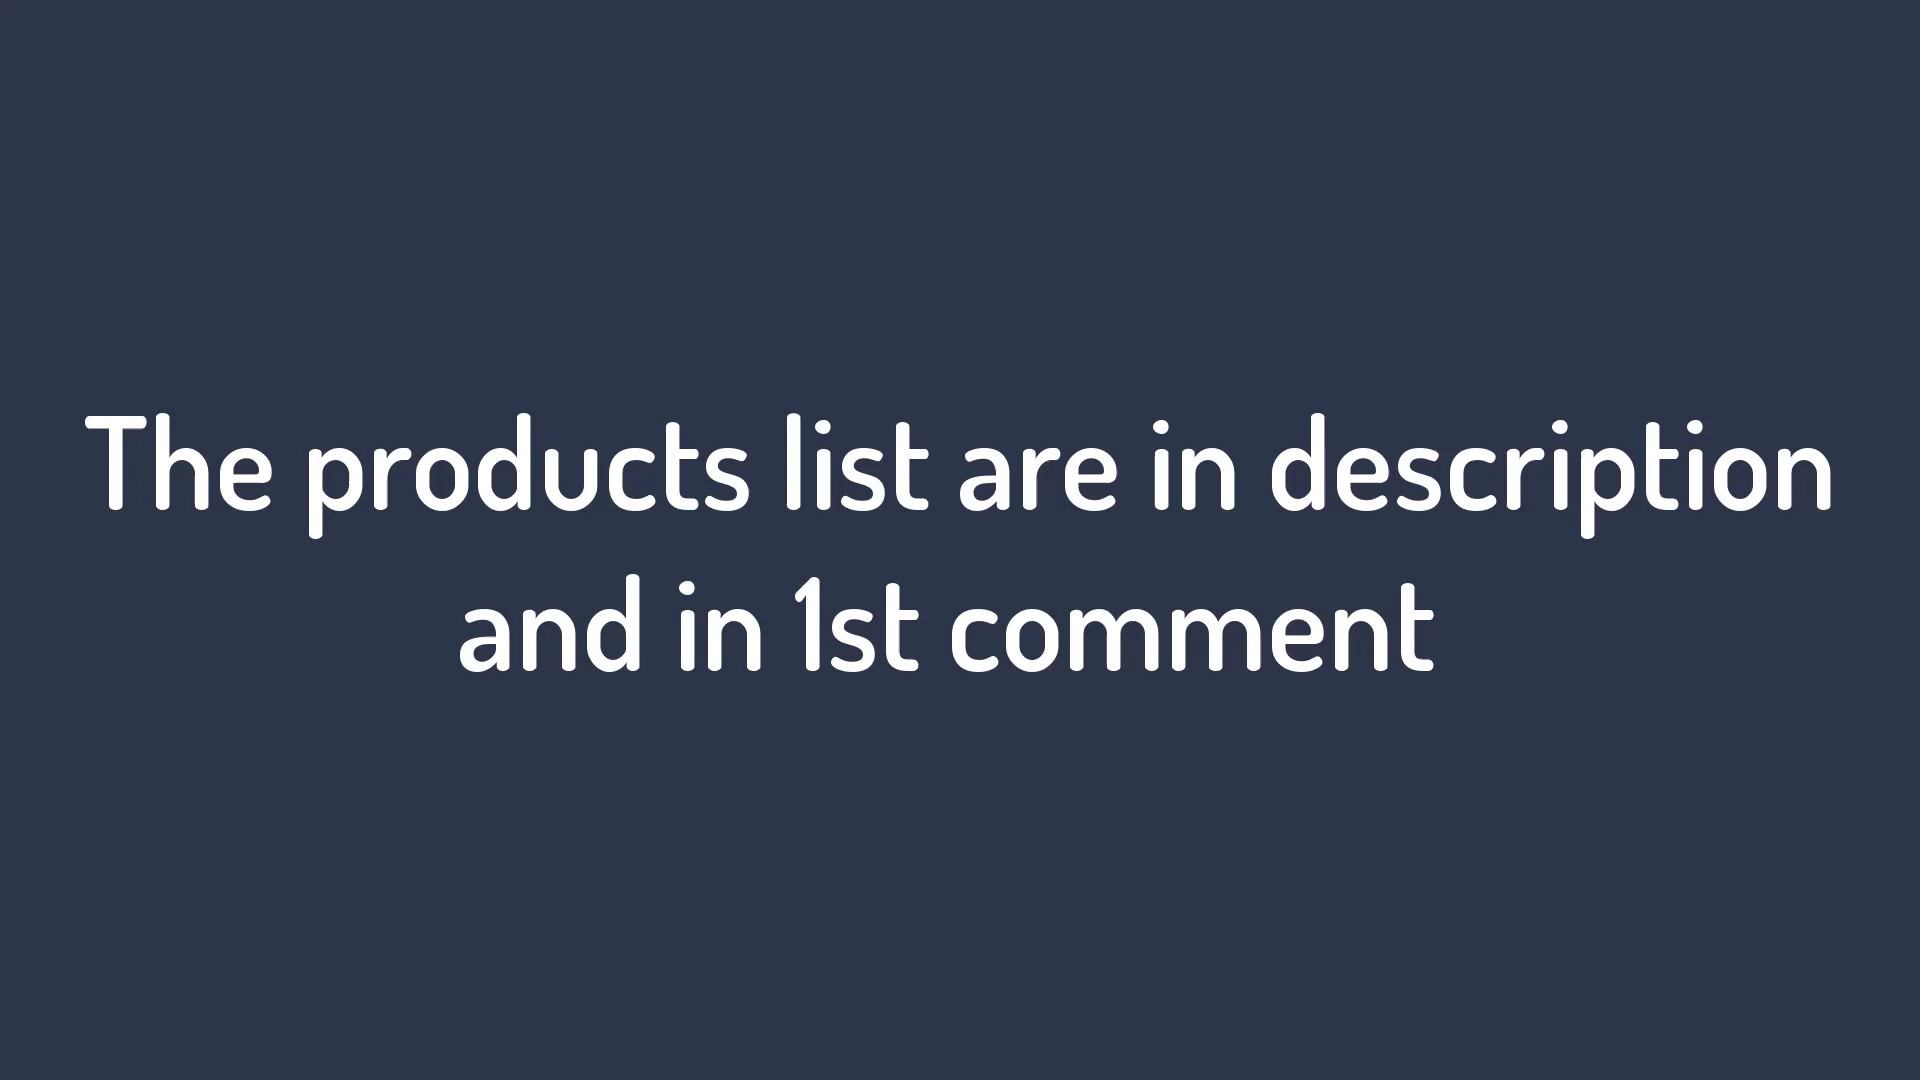 The products list are in description
and in 1st comment